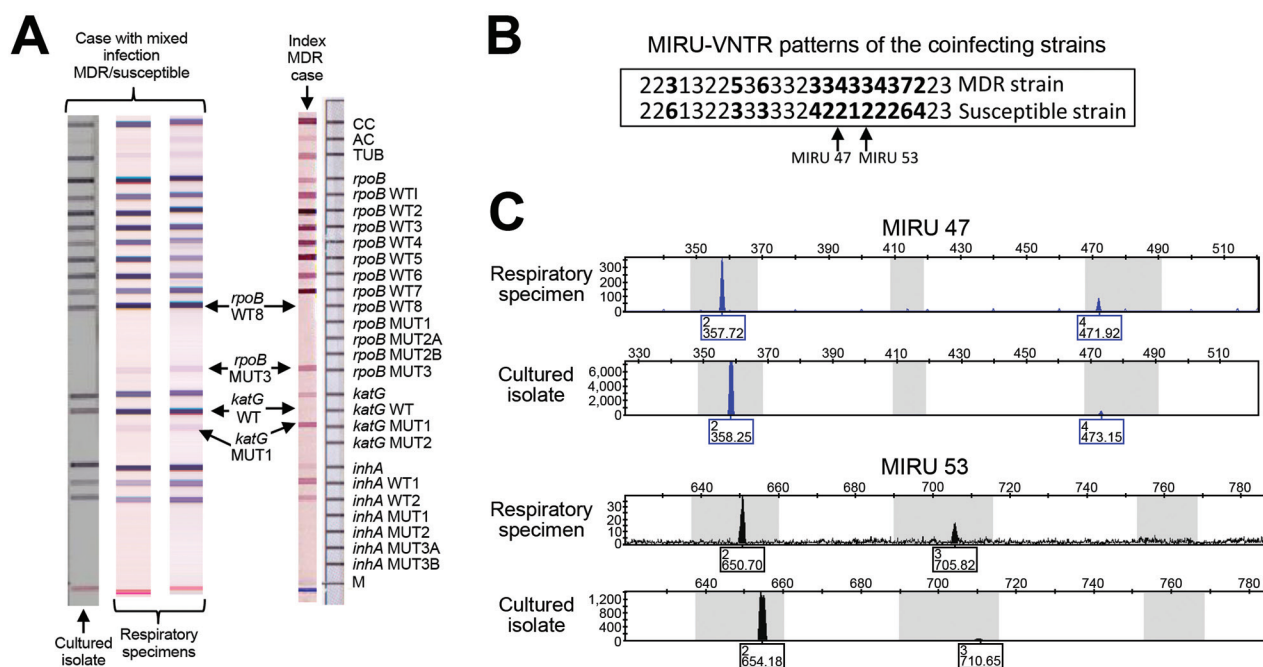 A
Case with mixed
infection
MDR/susceptible
Index
MDR
case
CC
AC
TUB
rpoB
rpoB WTI
rpoB WT2
rpoB WT3
rpoB WT4
rpoB WT5
rpoB WT6
rpoB WT7
rpoB WT8
rpoB MUT1
rpoB MUT2A
rpoB MUT2B
rpoB MUT3
katG
katG WT
katG MUT1
katG MUT2
inhA
inhA WT1
inhA WT2
inhA MUT1
inhA MUT2
inhA MUT3A
inhA MUT3B
M
rpoB
WT8
rpoB
MUT3
katG
WT
katG
MUT1
Cultured
isolate
Respiratory
specimens
B
MIRU-VNTR patterns of the coinfecting strains
223132253633233433437223 MDR strain
226132233333242212226423 Susceptible strain
MIRU 47 MIRU 53
C
MIRU 47
350 370 390 410 430 450 470 490 510
Respiratory
specimen
300
200
100
0
2
357.72
4
471.92
330 350 370 390 410 430 450 470 490 510
Cultured
isolate
6,000
4,000
2,000
0
2
358.25
4
473.15
MIRU 53
640 660 680 700 720 740 760 780
Respiratory
specimen
30
20
10
0
2
650.70
3
705.82
640 660 680 700 720 740 760 780
Cultured
isolate
1,200
800
400
0
2
654.18
3
710.65